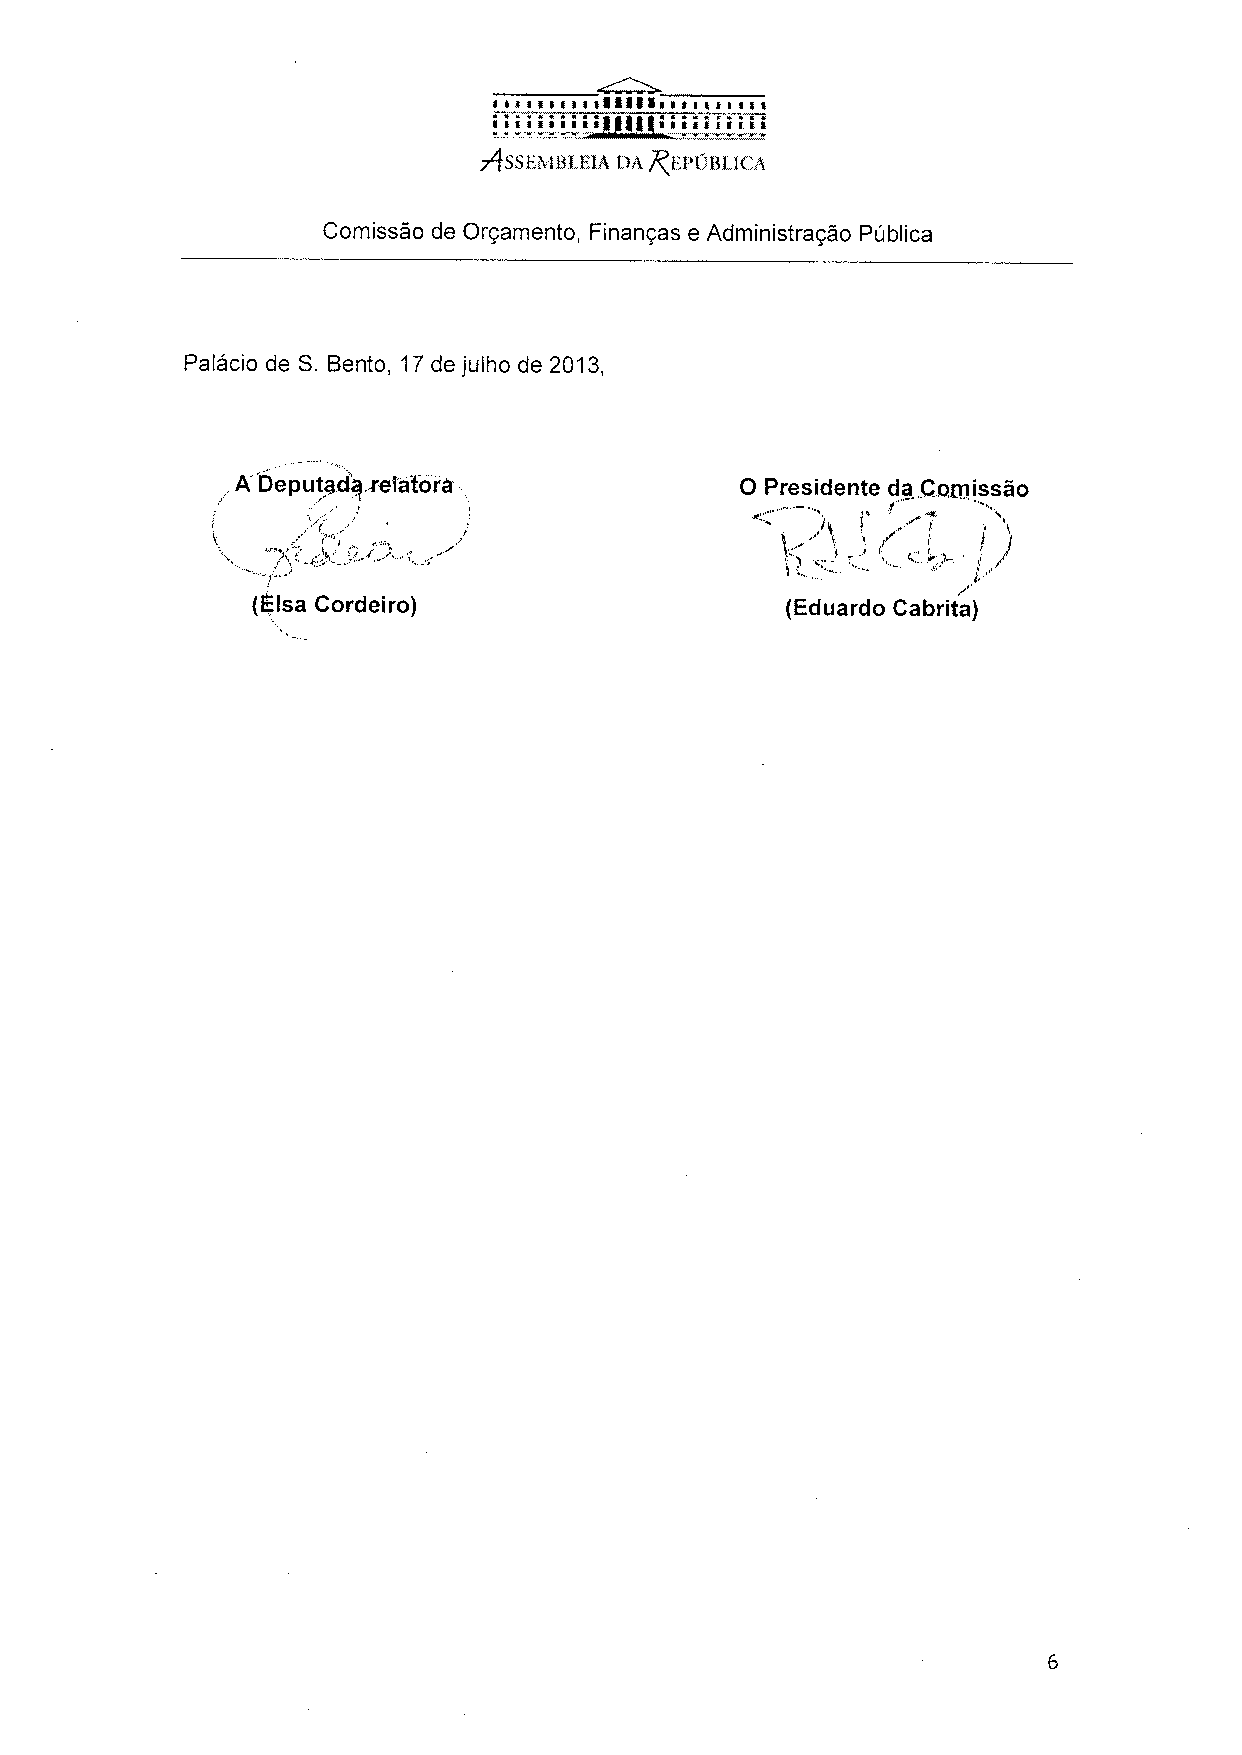 ASSEMBLEIA DA REPÚBLICA
Comissão de Orçamento, Finanças e Administração Pública
Palácio de S. Bento, 17 de julho de 2013,
A Deputada relatora
O Presidente da Comissão
(Elsa Cordeiro)
(Eduardo Cabrita)
6